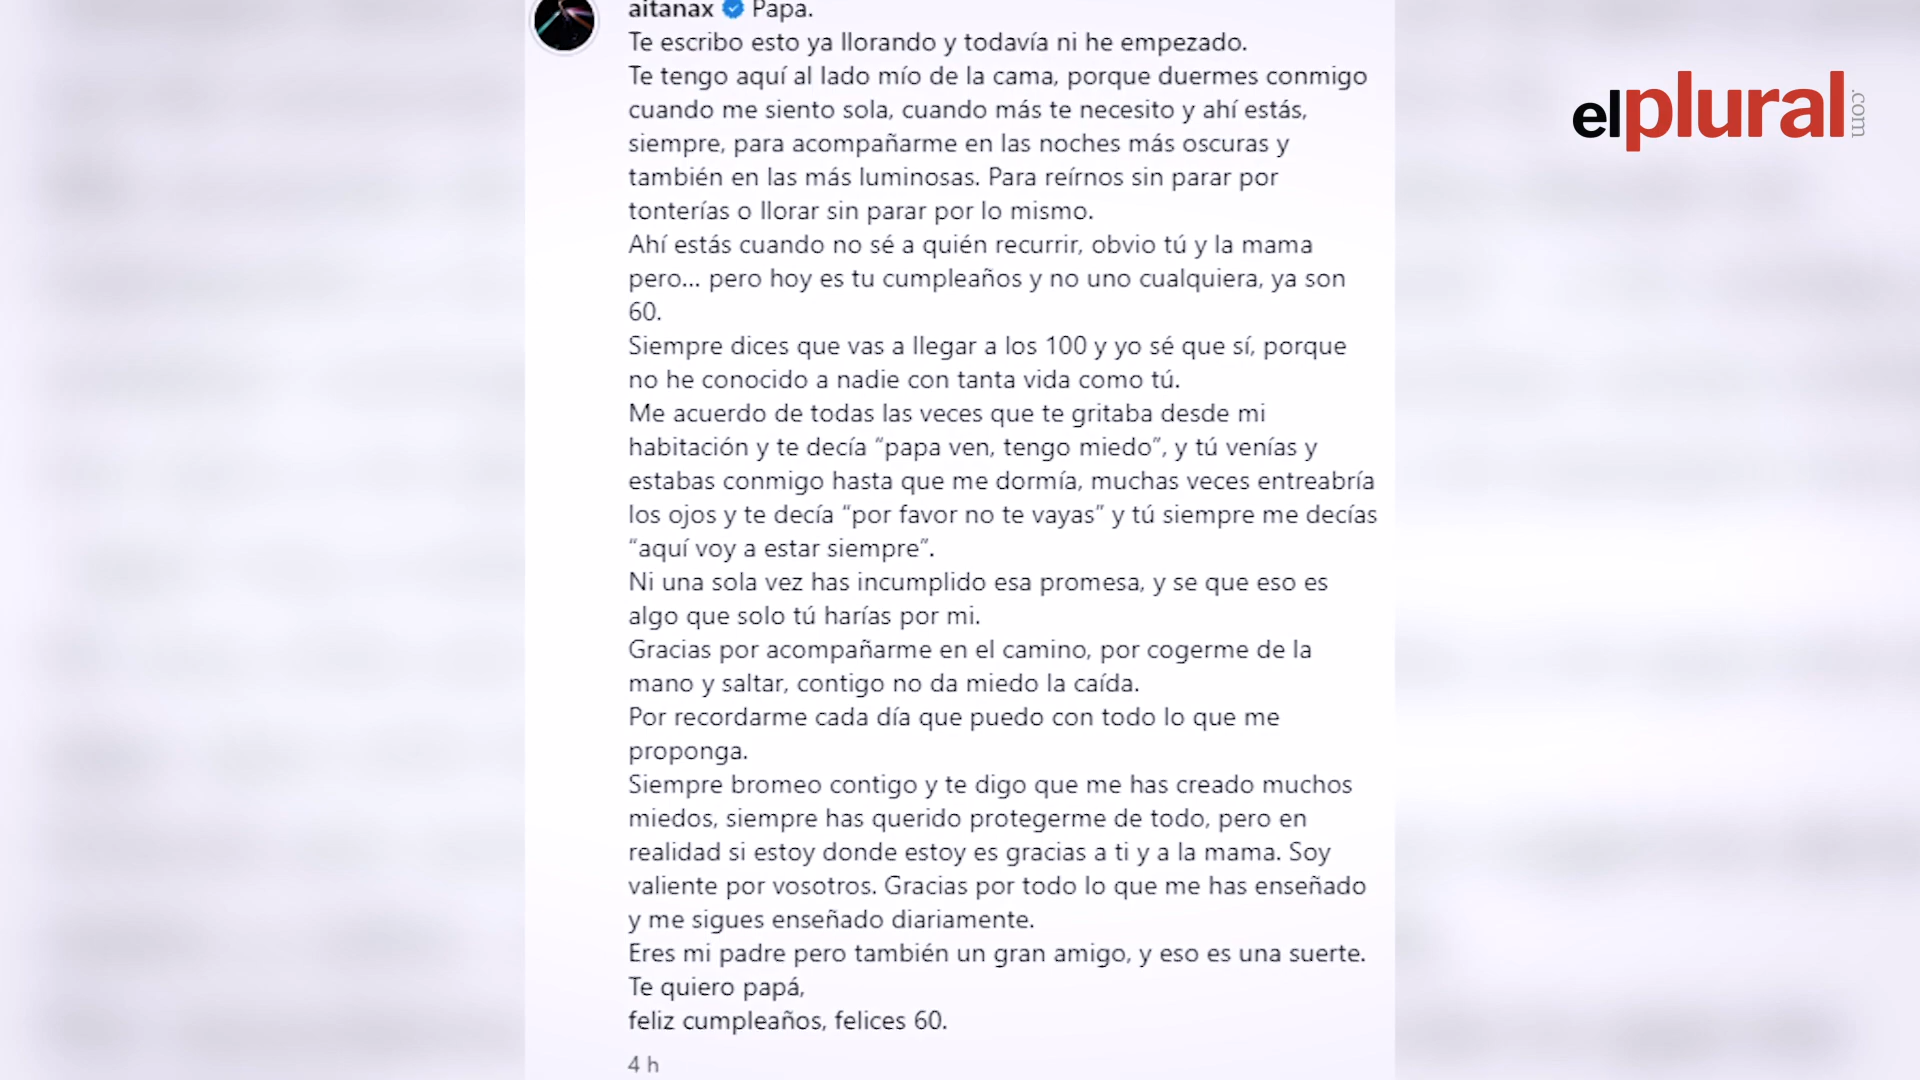 aitanax Papa.
Te escribo esto ya llorando y todavía ni he empezado.
Te tengo aquí al lado mío de la cama, porque duermes conmigo
cuando me siento sola, cuando más te necesito y ahí estás,
siempre, para acompañarme en las noches más oscuras y
también en las más luminosas. Para reírnos sin parar por
tonterías o llorar sin parar por lo mismo.
Ahí estás cuando no sé a quién recurrir, obvio tú y la mama
pero... pero hoy es tu cumpleaños y no uno cualquiera, ya son
60.
Siempre dices que vas a llegar a los 100 y yo sé que sí, porque
no he conocido a nadie con tanta vida como tú.
Me acuerdo de todas las veces que te gritaba desde mi
habitación y te decía “papa ven, tengo miedo”, y tú venías y
estabas conmigo hasta que me dormía, muchas veces entreabría
los ojos y te decía “por favor no te vayas” y tú siempre me decías
“aquí voy a estar siempre”.
Ni una sola vez has incumplido esa promesa, y se que eso es
algo que solo tú harías por mi.
Gracias por acompañarme en el camino, por cogerme de la
mano y saltar, contigo no da miedo la caída.
Por recordarme cada día que puedo con todo lo que me
proponga.
Siempre bromeo contigo y te digo que me has creado muchos
miedos, siempre has querido protegerme de todo, pero en
realidad si estoy donde estoy es gracias a ti y a la mama. Soy
valiente por vosotros. Gracias por todo lo que me has enseñado
y me sigues enseñado diariamente.
Eres mi padre pero también un gran amigo, y eso es una suerte.
Te quiero papá,
feliz cumpleaños, felices 60.
4 h
elplural.com